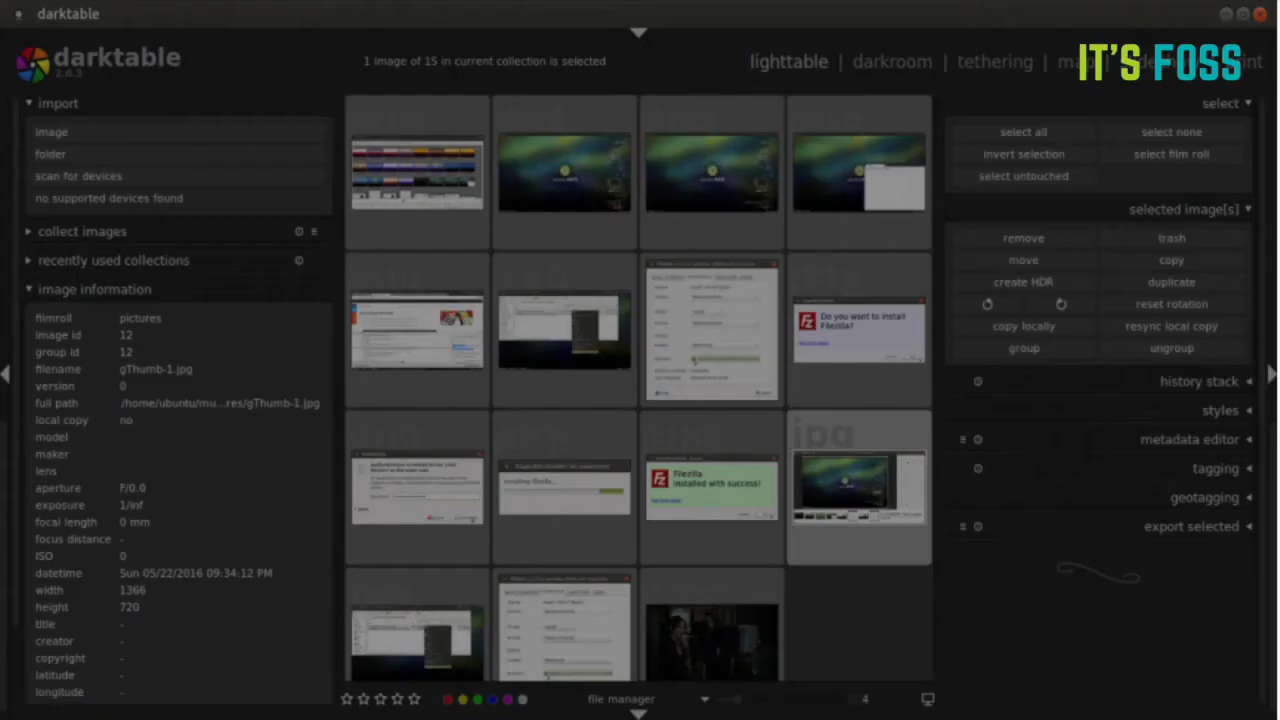 darktable
darktable
2.0.3
1 image of 15 in current collection is selected
lighttable | darkroom | tethering |
IT'S FOSS
import
image
folder
scan for devices
no supported devices found
collect images
recently used collections
image information
filmroll pictures
image id 12
group id 12
filename gThumb-1.jpg
version 0
full path /home/ubuntu/mu...res/gThumb-1.jpg
local copy no
model
maker
lens
aperture F/0.0
exposure 1/inf
focal length 0 mm
focus distance -
ISO 0
datetime Sun 05/22/2016 09:34:12 PM
width 1366
height 720
title -
creator -
copyright -
latitude -
longitude -
Do you want to install
Filezilla?
Filezilla
installed with success!
jpg
file manager
4
select
select all select none
invert selection select film roll
select untouched
selected image[s]
remove trash
move copy
create HDR duplicate
reset rotation
copy locally resync local copy
group ungroup
history stack
styles
metadata editor
tagging
geotagging
export selected